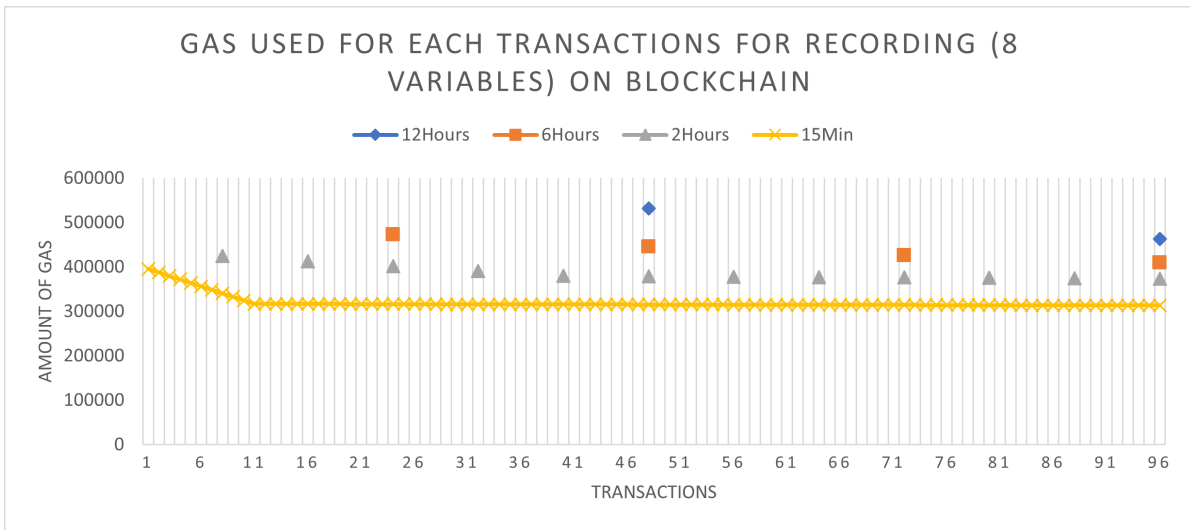 GAS USED FOR EACH TRANSACTIONS FOR RECORDING (8
VARIABLES) ON BLOCKCHAIN
12Hours 6Hours 2Hours 15Min
600000
500000
400000
300000
200000
100000
0
AMOUNT OF GAS
1 6 11 16 21 26 31 36 41 46 51 56 61 66 71 76 81 86 91 96
TRANSACTIONS